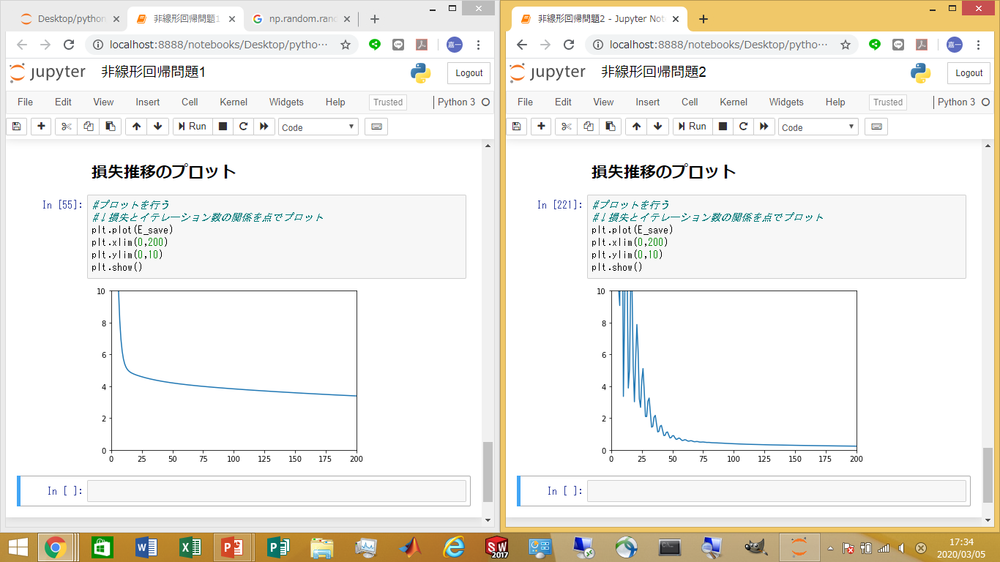 Desktop/python
非線形回帰問題1
np.random.rand
localhost:8888/notebooks/Desktop/pytho…
嘉一
jupyter
非線形回帰問題1
Logout
File Edit View Insert Cell Kernel Widgets Help Trusted Python 3
Run Code
損失推移のプロット
In [55]:
#プロットを行う
#↓損失とイテレーション数の関係を点でプロット
plt.plot(E_save)
plt.xlim(0,200)
plt.ylim(0,10)
plt.show()
10
8
6
4
2
0
0 25 50 75 100 125 150 175 200
In [ ]:
非線形回帰問題2 - Jupyter Not
localhost:8888/notebooks/Desktop/pytho…
嘉一
jupyter
非線形回帰問題2
Logout
File Edit View Insert Cell Kernel Widgets Help Trusted Python 3
Run Code
損失推移のプロット
In [221]:
#プロットを行う
#↓損失とイテレーション数の関係を点でプロット
plt.plot(E_save)
plt.xlim(0,200)
plt.ylim(0,10)
plt.show()
10
8
6
4
2
0
0 25 50 75 100 125 150 175 200
In [ ]:
SW
2017
17:34
2020/03/05